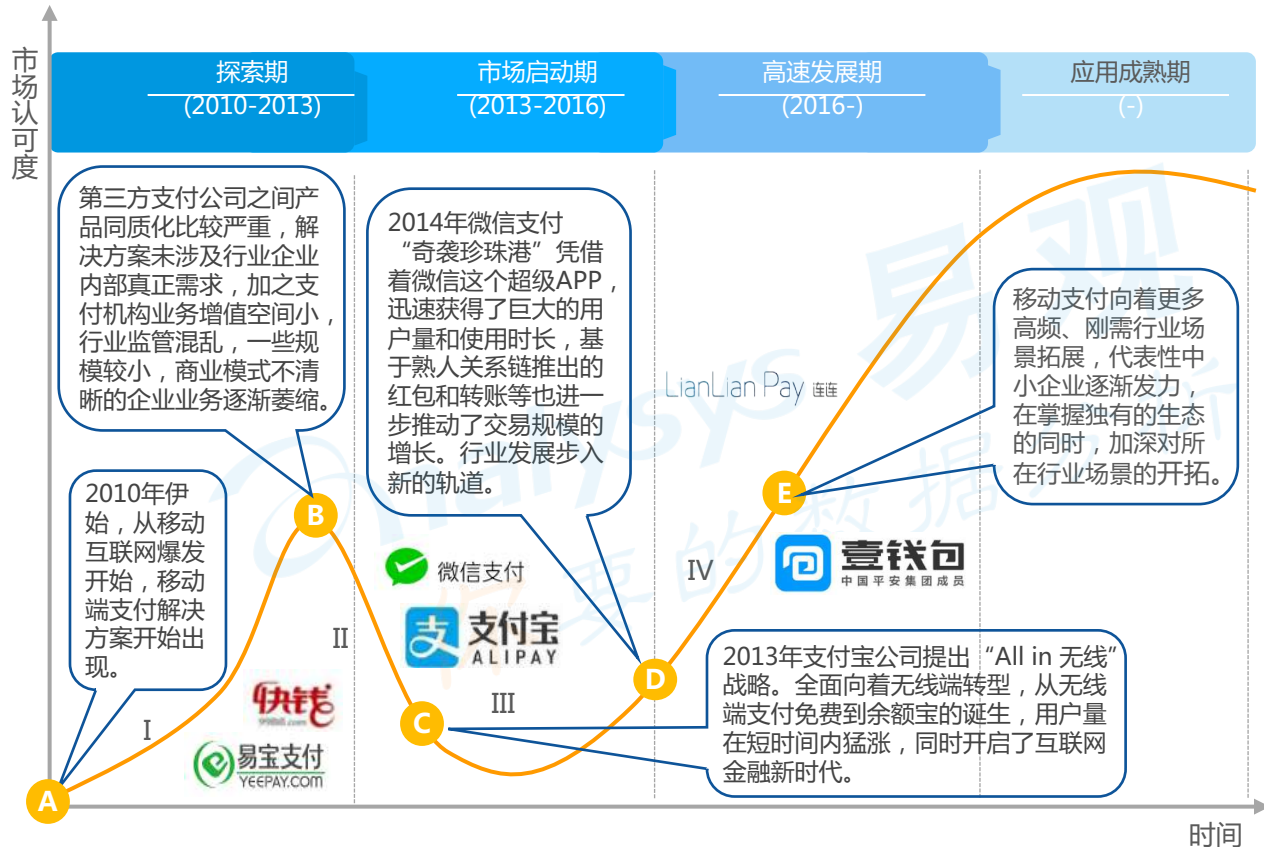 市场认可度
探索期
(2010-2013)
市场启动期
(2013-2016)
高速发展期
(2016-)
应用成熟期
(-)
第三方支付公司之间产
品同质化比较严重，解
决方案未涉及行业企业
内部真正需求，加之支
付机构业务增值空间小，
行业监管混乱，一些规
模较小，商业模式不清
晰的企业业务逐渐萎缩。
2014年微信支付
“奇袭珍珠港”凭借
着微信这个超级APP，
迅速获得了巨大的用
户量和使用时长，基
于熟人关系链推出的
红包和转账等也进一
步推动了交易规模的
增长。行业发展步入
新的轨道。
移动支付向着更多
高频、刚需行业场
景拓展，代表性中
小企业逐渐发力，
在掌握独有的生态
的同时，加深对所
在行业场景的开拓。
LianLian Pay 连连
2010年伊
始，从移动
互联网爆发
开始，移动
端支付解决
方案开始出
现。
B
E
微信支付
支付宝
ALIPAY
IV
壹钱包
中国平安集团成员
II
D
2013年支付宝公司提出“All in 无线”
战略。全面向着无线端转型，从无线
端支付免费到余额宝的诞生，用户量
在短时间内猛涨，同时开启了互联网
金融新时代。
快钱
99bill.com
III
C
I
易宝支付
YEEPAY.COM
A
时间
易观
nalysys
要的数据分析